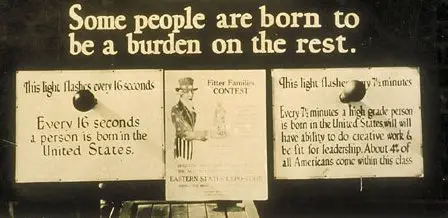 Some people are born to
be a burden on the rest.
This light flashes every 16 seconds
Every 16 seconds
a person is born in the
United States.
Fitter Families
CONTEST
EASTERN STATES EXPOSITION
This light flashes every 7½ minutes
Every 7½ minutes a high grade person
is born in the United States, will will
have ability to do creative work &
be fit for leadership. About 4% of
all Americans come within this class